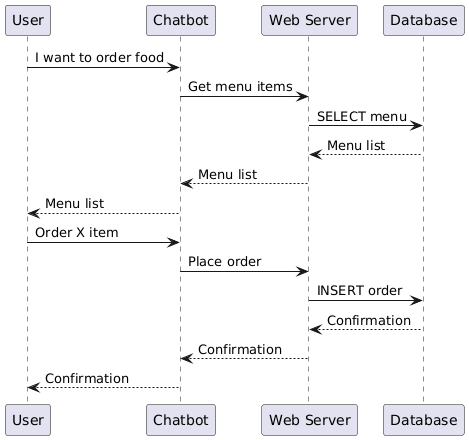 User Chatbot Web Server Database
I want to order food
Get menu items
SELECT menu
Menu list
Menu list
Menu list
Order X item
Place order
INSERT order
Confirmation
Confirmation
Confirmation
User Chatbot Web Server Database